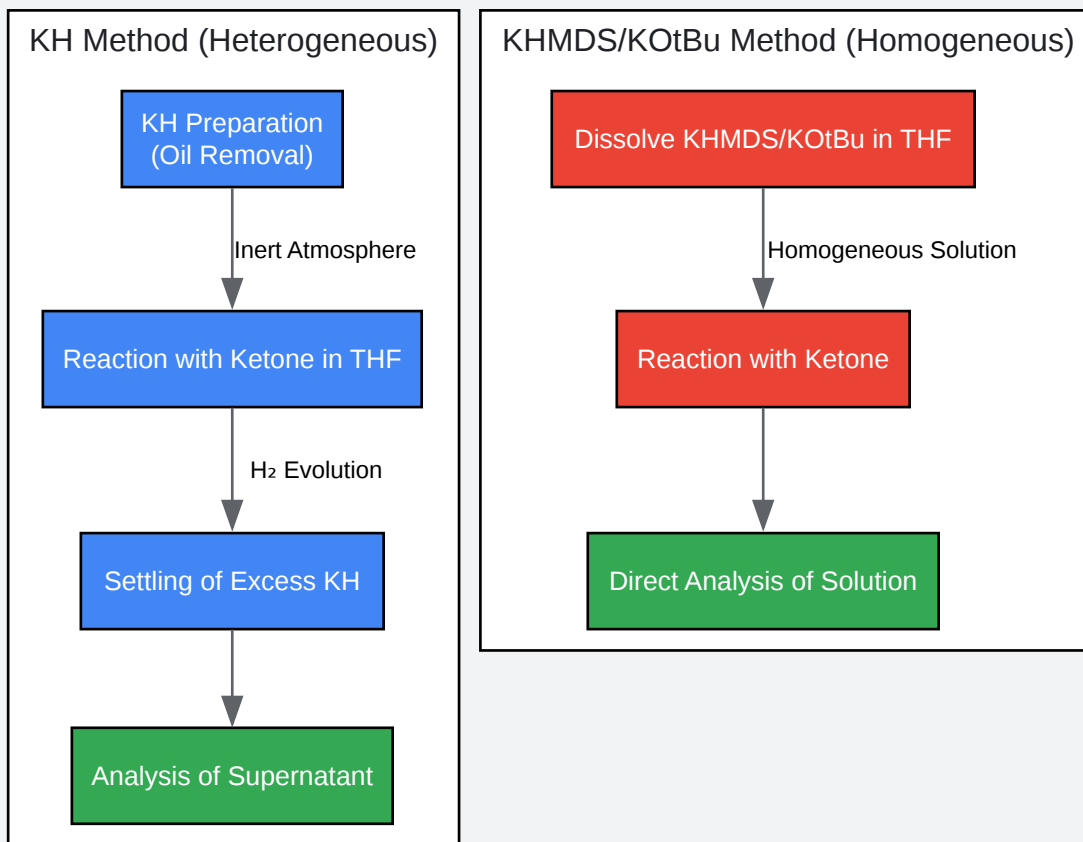 KH Method (Heterogeneous)
KH Preparation
(Oil Removal)
Inert Atmosphere
Reaction with Ketone in THF
H₂ Evolution
Settling of Excess KH
Analysis of Supernatant
KHMDS/KOtBu Method (Homogeneous)
Dissolve KHMDS/KOtBu in THF
Homogeneous Solution
Reaction with Ketone
Direct Analysis of Solution